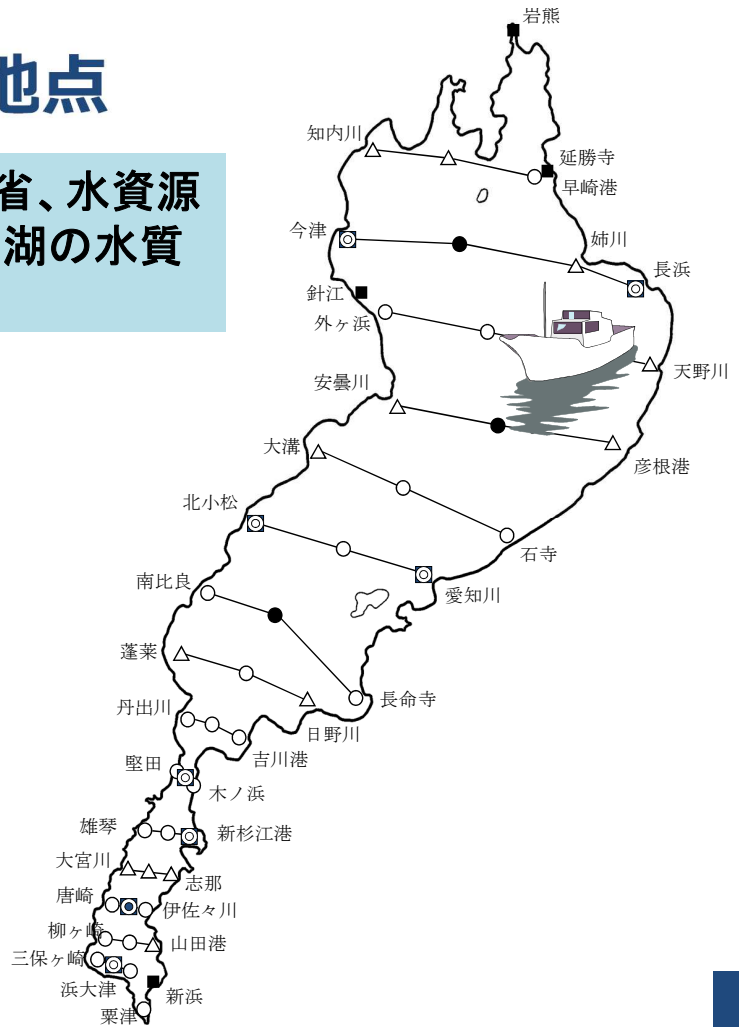 地点
省、水資源
湖の水質
岩熊
知内川
延勝寺
早崎港
今津
姉川
長浜
針江
外ヶ浜
天野川
安曇川
彦根港
大溝
北小松
石寺
南比良
愛知川
蓬莱
長命寺
丹出川
日野川
吉川港
堅田
木ノ浜
雄琴
新杉江港
大宮川
志那
唐崎
伊佐々川
柳ヶ崎
山田港
三保ヶ崎
浜大津
新浜
粟津